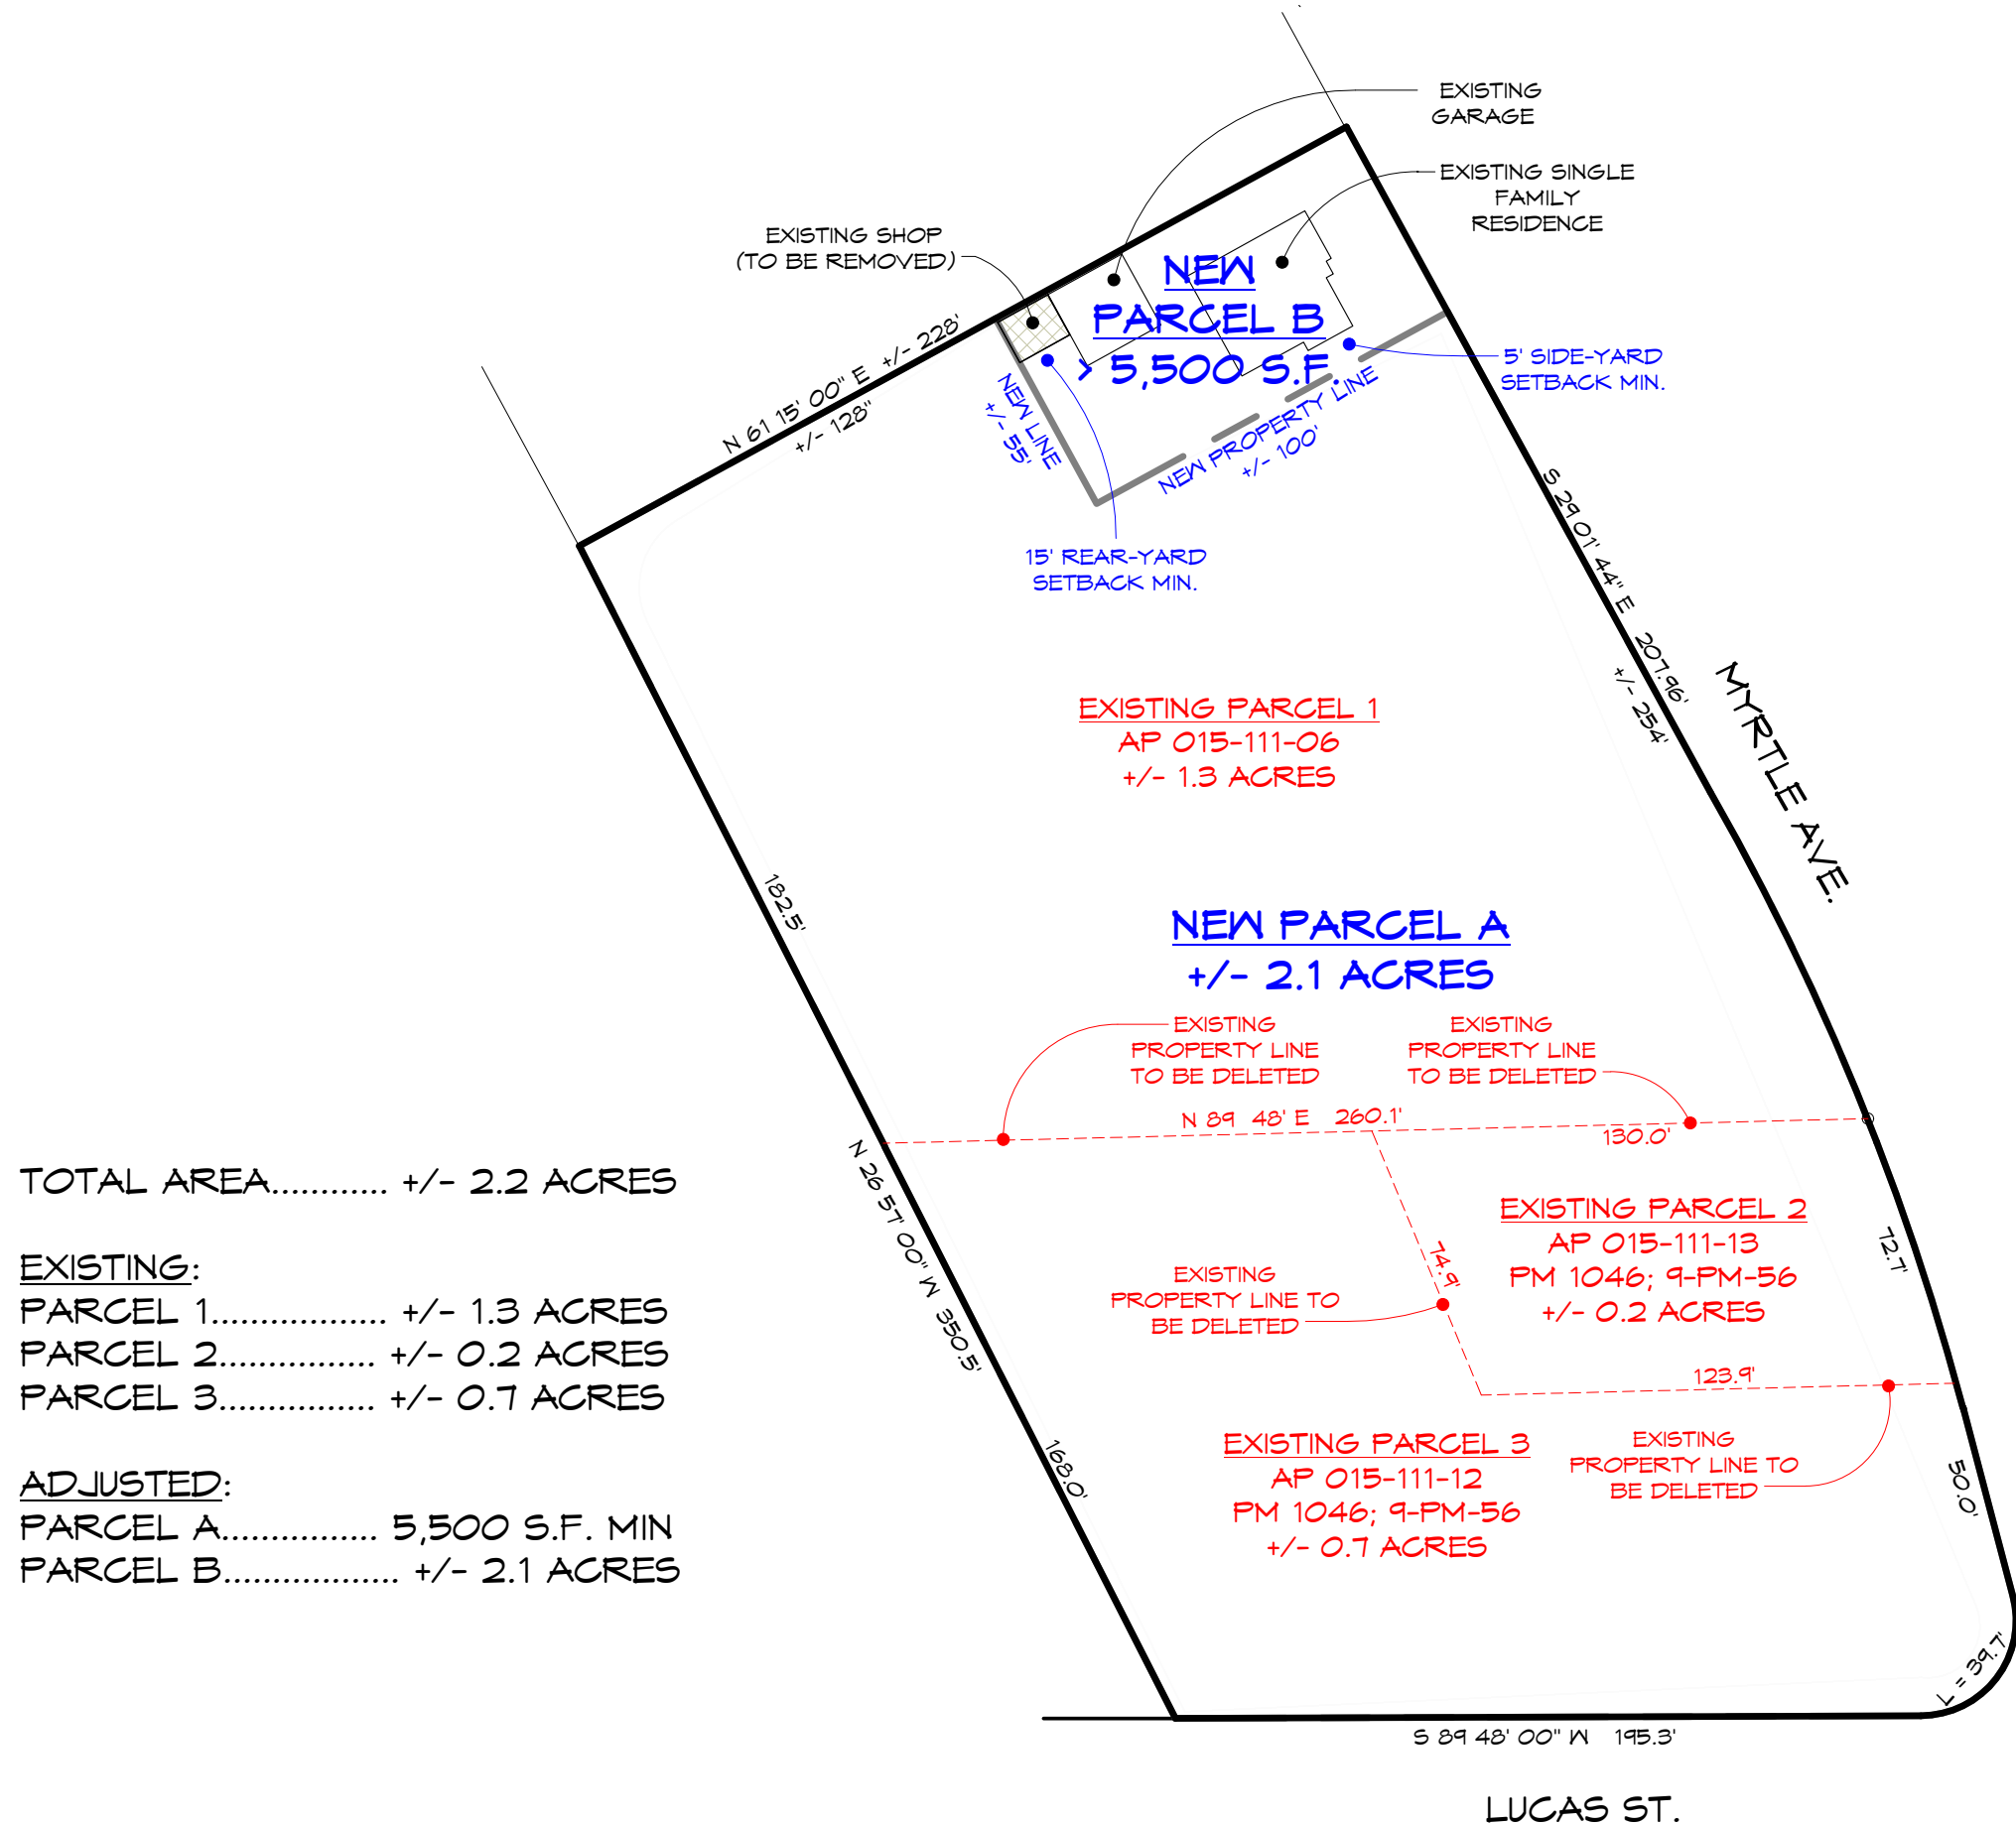 EXISTING
GARAGE
EXISTING SINGLE
FAMILY
RESIDENCE
EXISTING SHOP
(TO BE REMOVED)
NEW
PARCEL B
> 5,500 S.F.
N 61 15' 00" E +/- 228'
+/- 128"
NEW LINE
+/- 55'
NEW PROPERTY LINE
+/- 100'
5' SIDE-YARD
SETBACK MIN.
15' REAR-YARD
SETBACK MIN.
S 29 01' 44" E 207.96'
+/- 254'
MYRTLE AVE.
EXISTING PARCEL 1
AP 015-111-06
+/- 1.3 ACRES
182.5'
NEW PARCEL A
+/- 2.1 ACRES
EXISTING
PROPERTY LINE
TO BE DELETED
EXISTING
PROPERTY LINE
TO BE DELETED
N 89 48' E 260.1'
130.0'
N 26 57' 00" W 350.5'
EXISTING PARCEL 2
AP 015-111-13
PM 1046; 9-PM-56
+/- 0.2 ACRES
72.7'
74.9'
EXISTING
PROPERTY LINE TO
BE DELETED
123.9'
EXISTING PARCEL 3
AP 015-111-12
PM 1046; 9-PM-56
+/- 0.7 ACRES
EXISTING
PROPERTY LINE TO
BE DELETED
168.0'
50.0'
L = 39.7'
S 89 48' 00" W 195.3'
LUCAS ST.
TOTAL AREA............ +/- 2.2 ACRES
EXISTING:
PARCEL 1.................. +/- 1.3 ACRES
PARCEL 2................ +/- 0.2 ACRES
PARCEL 3................ +/- 0.7 ACRES
ADJUSTED:
PARCEL A................ 5,500 S.F. MIN
PARCEL B.................. +/- 2.1 ACRES